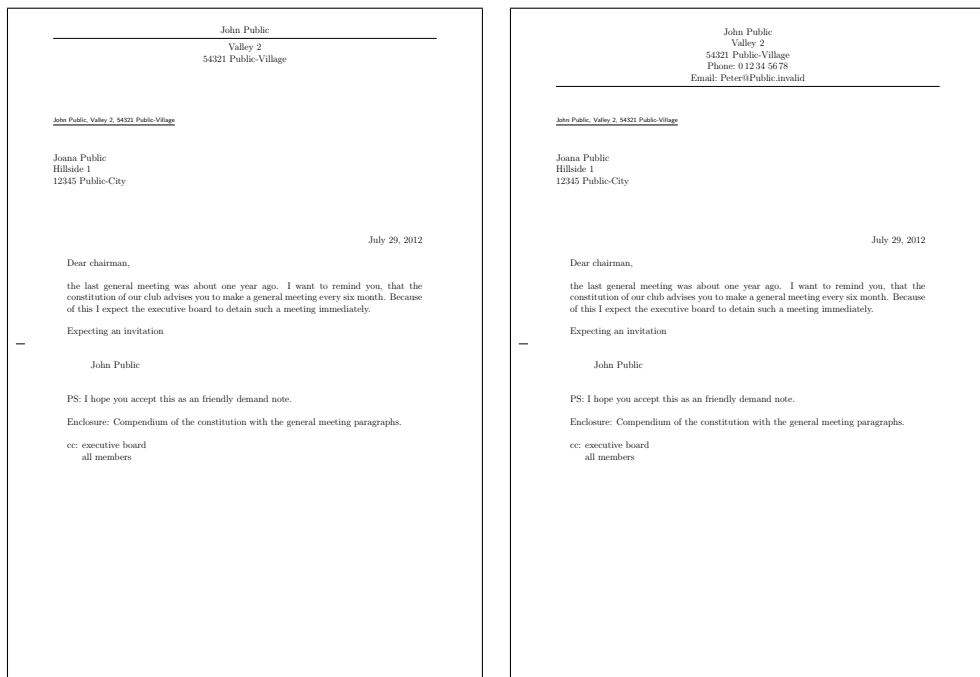 John Public
Valley 2
54321 Public-Village
John Public, Valley 2, 54321 Public-Village
Joana Public
Hillside 1
12345 Public-City
July 29, 2012
Dear chairman,
the last general meeting was about one year ago. I want to remind you, that the
constitution of our club advises you to make a general meeting every six month. Because
of this I expect the executive board to detain such a meeting immediately.
Expecting an invitation
John Public
PS: I hope you accept this as an friendly demand note.
Enclosure: Compendium of the constitution with the general meeting paragraphs.
cc: executive board
all members
John Public
Valley 2
54321 Public-Village
Phone: 0 12 34 56 78
Email: Peter@Public.invalid
John Public, Valley 2, 54321 Public-Village
Joana Public
Hillside 1
12345 Public-City
July 29, 2012
Dear chairman,
the last general meeting was about one year ago. I want to remind you, that the
constitution of our club advises you to make a general meeting every six month. Because
of this I expect the executive board to detain such a meeting immediately.
Expecting an invitation
John Public
PS: I hope you accept this as an friendly demand note.
Enclosure: Compendium of the constitution with the general meeting paragraphs.
cc: executive board
all members